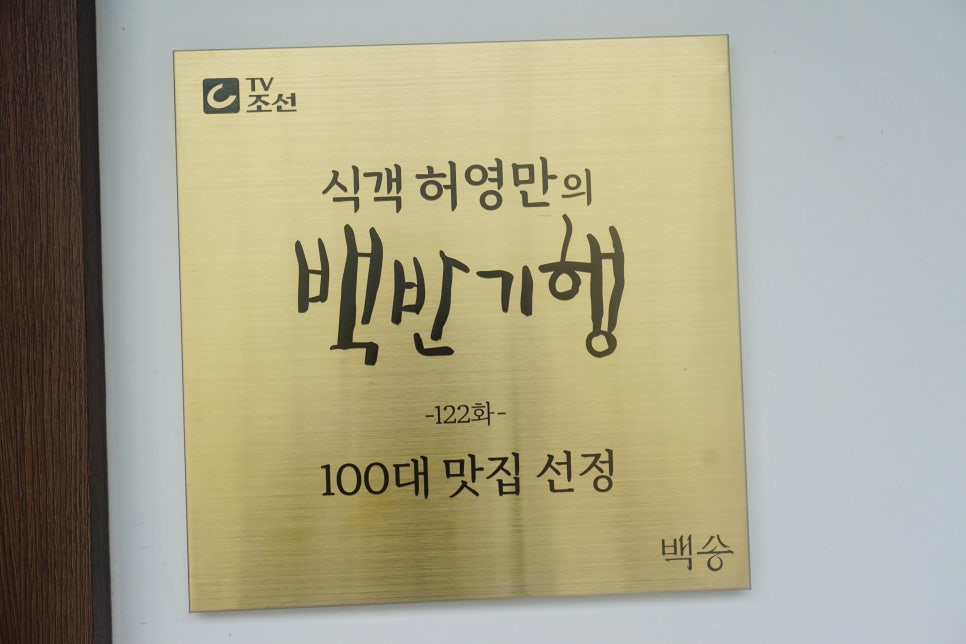 TV
조선
식객 허영만의
백반기행
-122화-
100대 맛집 선정
백송